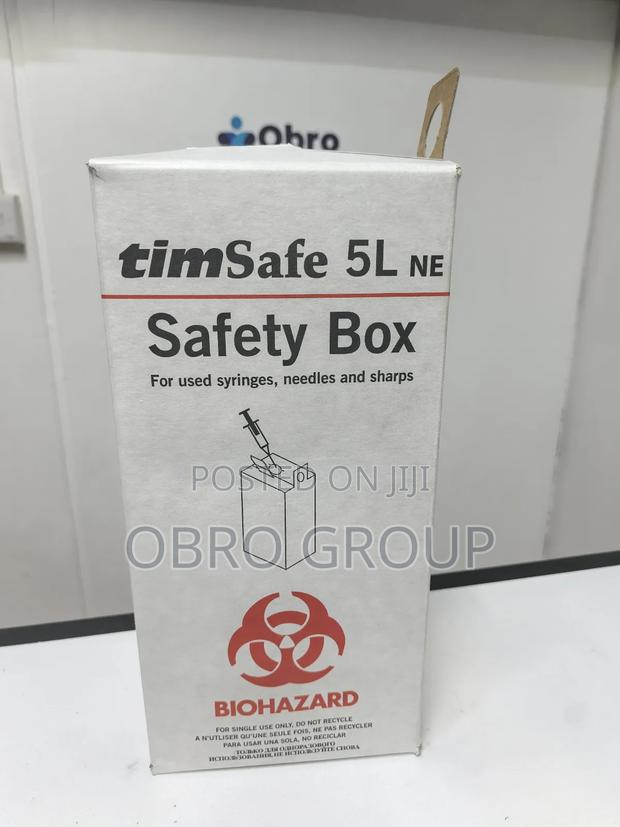 Obro
timSafe 5L NE
Safety Box
For used syringes, needles and sharps
POSTED ON JIJI
OBRO GROUP
BIOHAZARD
FOR SINGLE USE ONLY, DO NOT RECYCLE
A N'UTLISER QU'UNE SEULE FOIS, NE PAS RECYCLER
PARA USAR UNA SOLA, NO RECICLAR
ТОЛЬКО ДЛЯ ОДНОРАЗОВОГО
ИСПОЛЬЗОВАНИЯ, НЕ ИСПОЛЬЗУЙТЕ СНОВА